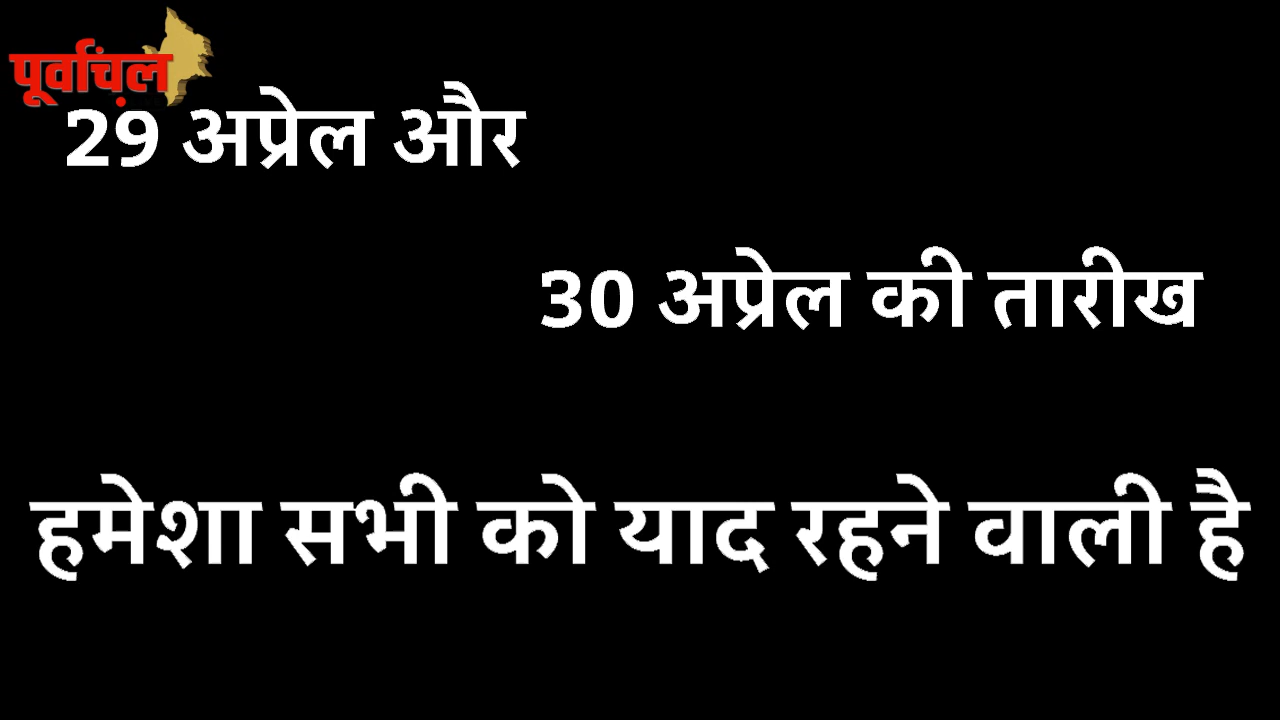 पूर्वांचल
29 अप्रेल और
30 अप्रेल की तारीख
हमेशा सभी को याद रहने वाली है